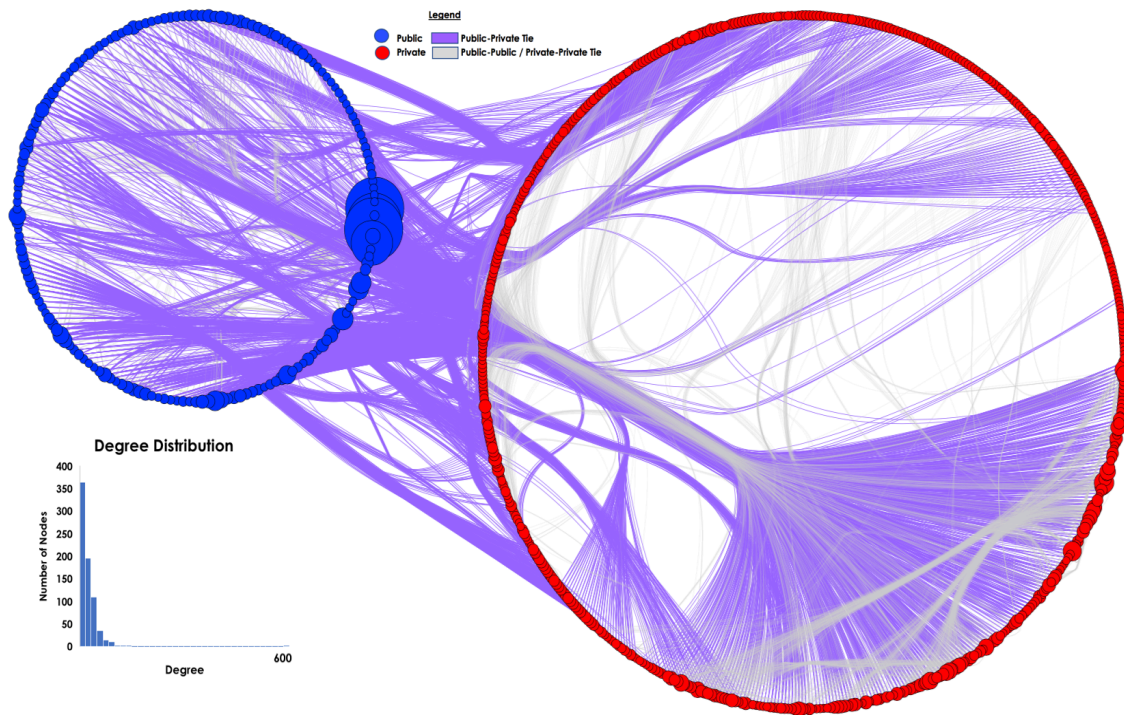 Legend
Public Public-Private Tie
Private Public-Public / Private-Private Tie
Degree Distribution
Number of Nodes
400
350
300
250
200
150
100
50
0
600
Degree